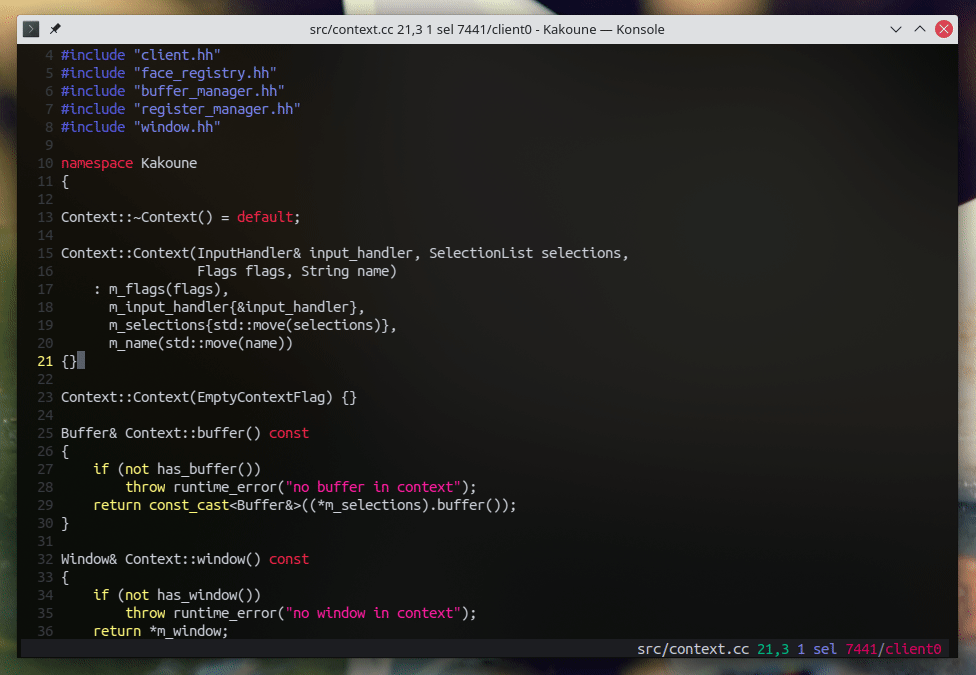 src/context.cc 21,3 1 sel 7441/client0 - Kakoune — Konsole
4 #include "client.hh"
5 #include "face_registry.hh"
6 #include "buffer_manager.hh"
7 #include "register_manager.hh"
8 #include "window.hh"
9
10 namespace Kakoune
11 {
12
13 Context::~Context() = default;
14
15 Context::Context(InputHandler& input_handler, SelectionList selections,
16                  Flags flags, String name)
17     : m_flags(flags),
18       m_input_handler{&input_handler},
19       m_selections{std::move(selections)},
20       m_name(std::move(name))
21 {}
22
23 Context::Context(EmptyContextFlag) {}
24
25 Buffer& Context::buffer() const
26 {
27     if (not has_buffer())
28         throw runtime_error("no buffer in context");
29     return const_cast<Buffer&>((*m_selections).buffer());
30 }
31
32 Window& Context::window() const
33 {
34     if (not has_window())
35         throw runtime_error("no window in context");
36     return *m_window;
src/context.cc 21,3 1 sel 7441/client0